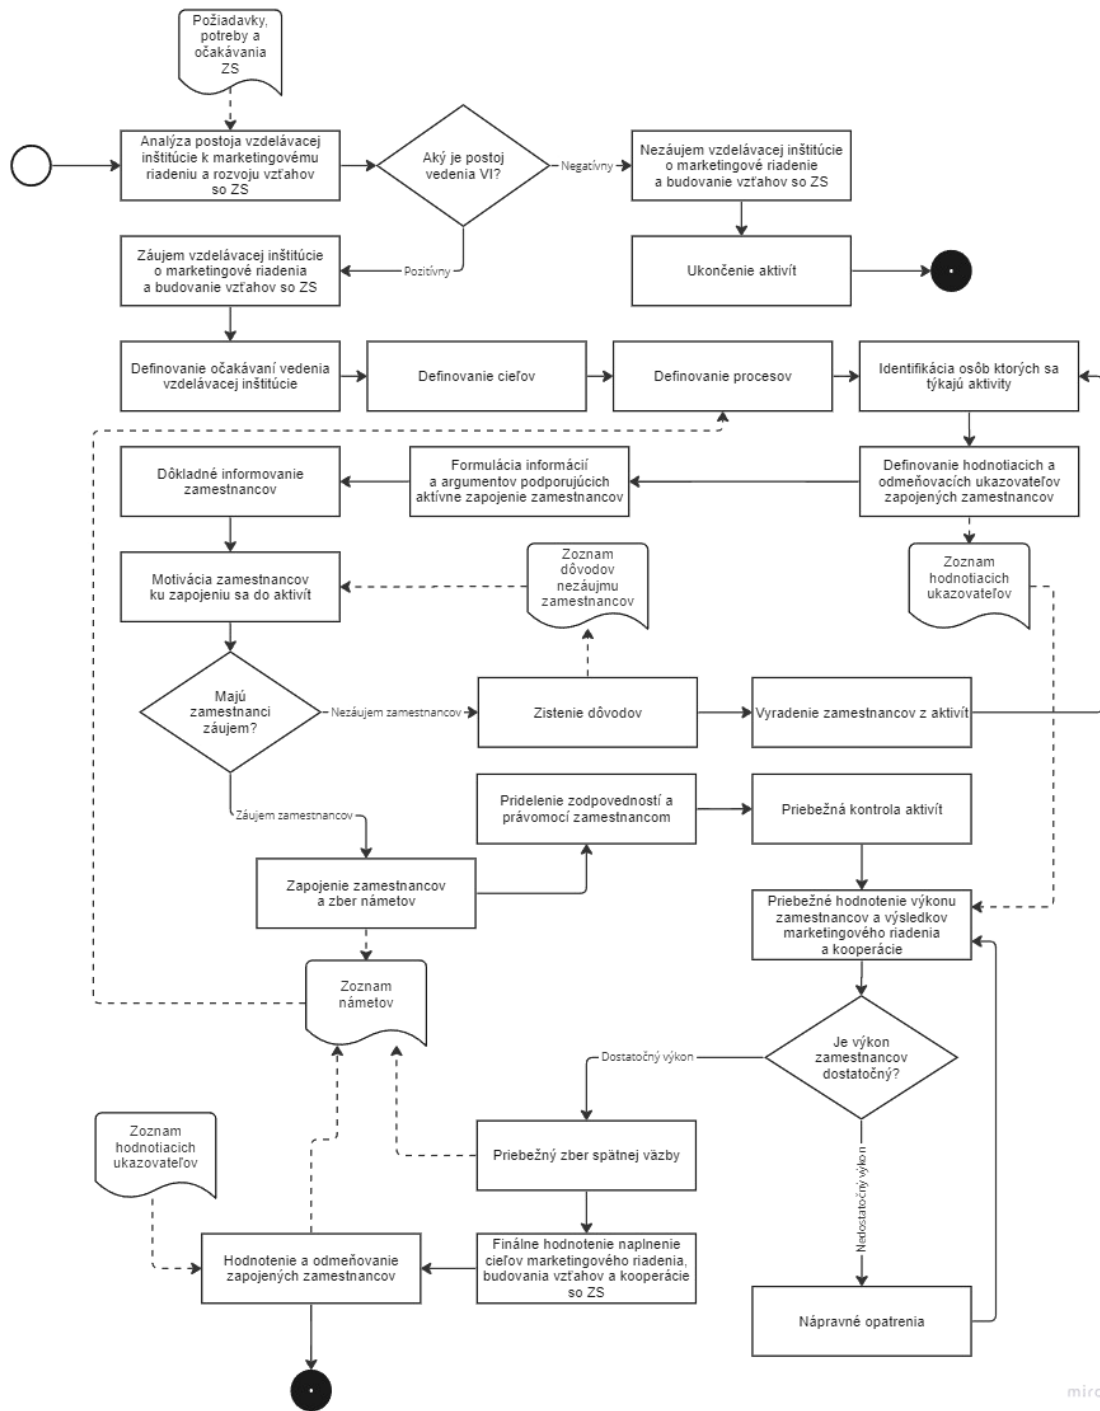 Požiadavky,
potreby a
očakávania
ZS
Analýza postoja vzdelávacej
inštitúcie k marketingovému
riadeniu a rozvoju vzťahov
so ZS
Aký je postoj
vedenia VI?
Negatívny
Nezáujem vzdelávacej inštitúcie
o marketingové riadenie
a budovanie vzťahov so ZS
Záujem vzdelávacej inštitúcie
o marketingové riadenia
a budovanie vzťahov so ZS
Pozitívny
Ukončenie aktivít
Definovanie očakávaní vedenia
vzdelávacej inštitúcie
Definovanie cieľov
Definovanie procesov
Identifikácia osôb ktorých sa
týkajú aktivity
Dôkladné informovanie
zamestnancov
Formulácia informácií
a argumentov podporujúcich
aktívne zapojenie zamestnancov
Definovanie hodnotiacich a
odmeňovacích ukazovateľov
zapojených zamestnancov
Motivácia zamestnancov
ku zapojeniu sa do aktivít
Zoznam
dôvodov
nezáujmu
zamestnancov
Zoznam
hodnotiacich
ukazovateľov
Majú
zamestnanci
záujem?
Nezáujem zamestnancov
Zistenie dôvodov
Vyradenie zamestnancov z aktivít
Záujem zamestnancov
Pridelenie zodpovedností a
právomocí zamestnancom
Priebežná kontrola aktivít
Zapojenie zamestnancov
a zber námetov
Priebežné hodnotenie výkonu
zamestnancov a výsledkov
marketingového riadenia
a kooperácie
Zoznam
námetov
Je výkon
zamestnancov
dostatočný?
Dostatočný výkon
Zoznam
hodnotiacich
ukazovateľov
Priebežný zber spätnej väzby
Nedostatočný výkon
Hodnotenie a odmeňovanie
zapojených zamestnancov
Finálne hodnotenie naplnenie
cieľov marketingového riadenia,
budovania vzťahov a kooperácie
so ZS
Nápravné opatrenia
miro